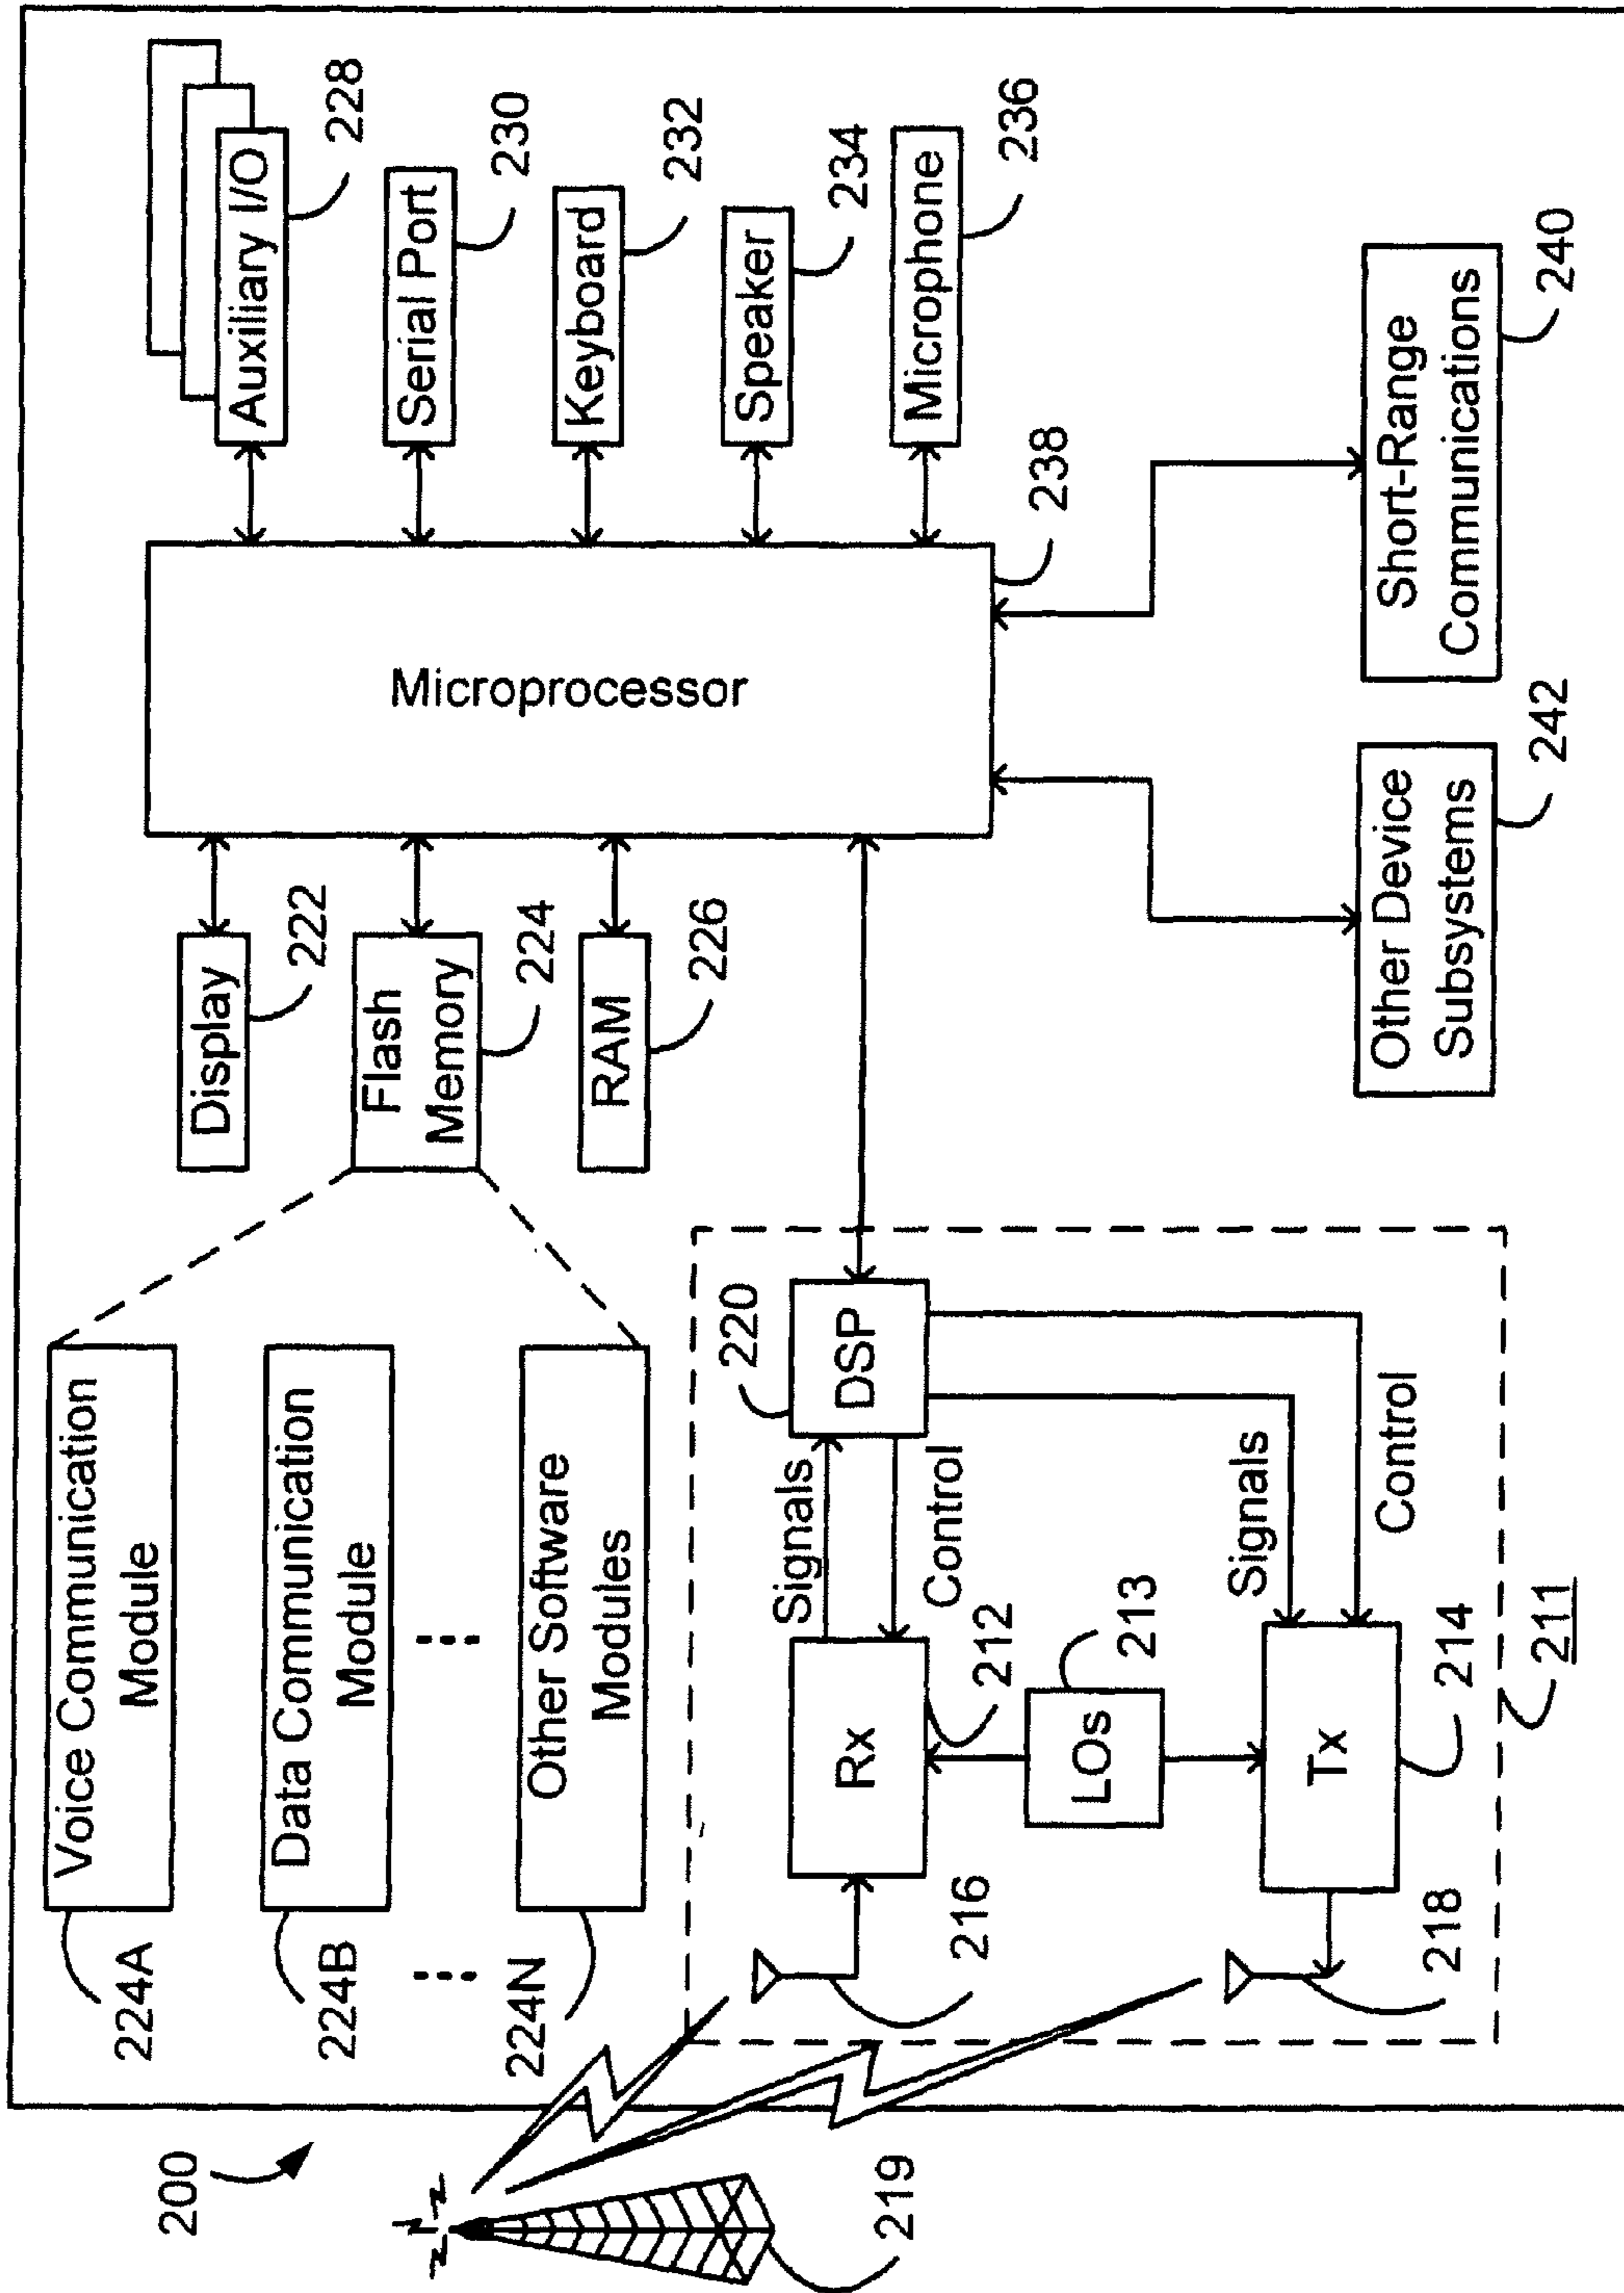 200
219
224A
Voice Communication
Module
224B
Data Communication
Module
224N
Other Software
Modules
Display
222
Flash
Memory
224
RAM
226
Microprocessor
238
Auxiliary I/O
228
Serial Port
230
Keyboard
232
Speaker
234
Microphone
236
Short-Range
Communications
240
Other Device
Subsystems
242
220
DSP
Signals
Control
Rx
212
LOs
213
Signals
Control
Tx
214
216
218
211